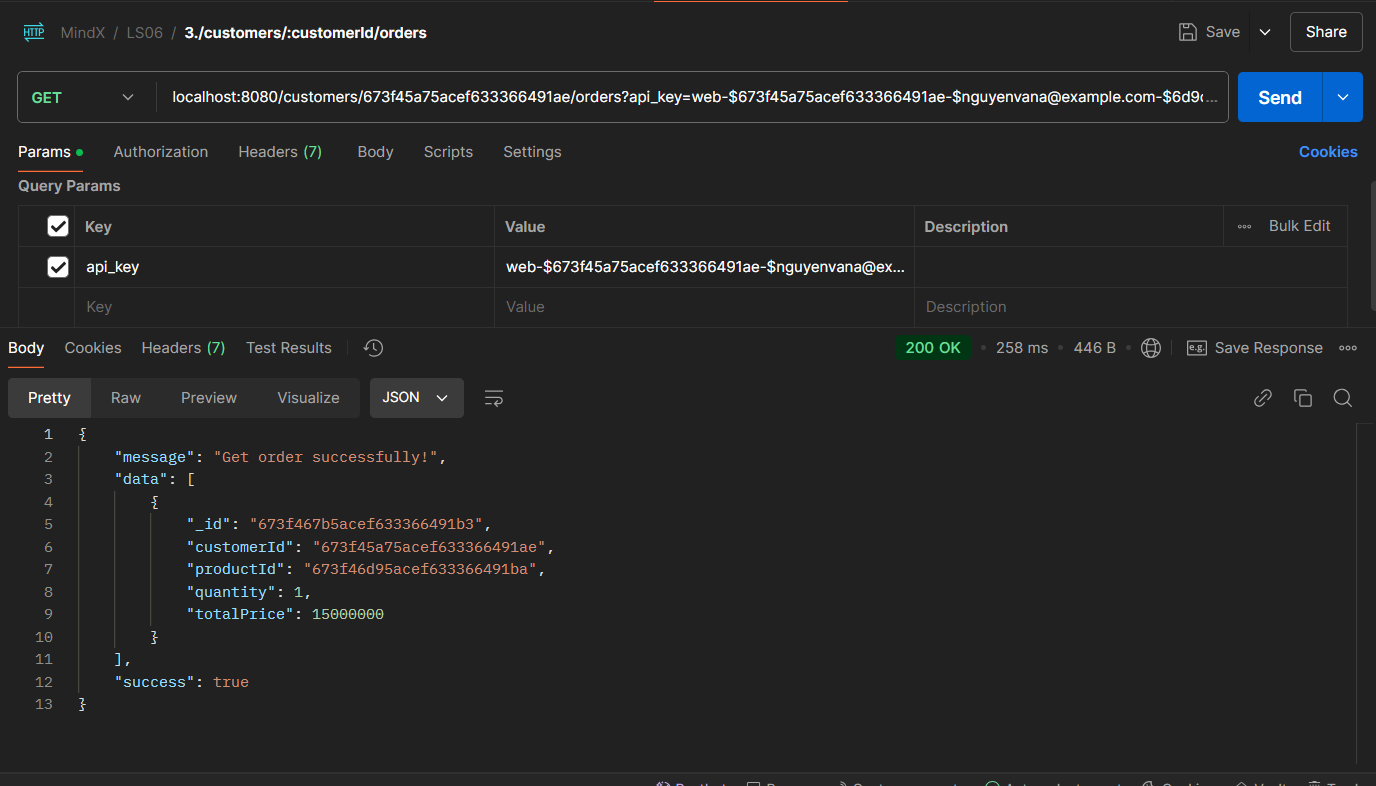 HTTP MindX / LS06 / 3./customers/:customerId/orders Save Share
GET localhost:8080/customers/673f45a75acef633366491ae/orders?api_key=web-$673f45a75acef633366491ae-$nguyenvana@example.com-$6d9...
Send
Params Authorization Headers (7) Body Scripts Settings Cookies
Query Params
Key Value Description Bulk Edit
api_key web-$673f45a75acef633366491ae-$nguyenvana@ex...
Key Value Description
Body Cookies Headers (7) Test Results 200 OK 258 ms 446 B e.g. Save Response
Pretty Raw Preview Visualize JSON
1 {
2 "message": "Get order successfully!",
3 "data": [
4 {
5 "_id": "673f467b5acef633366491b3",
6 "customerId": "673f45a75acef633366491ae",
7 "productId": "673f46d95acef633366491ba",
8 "quantity": 1,
9 "totalPrice": 15000000
10 }
11 ],
12 "success": true
13 }